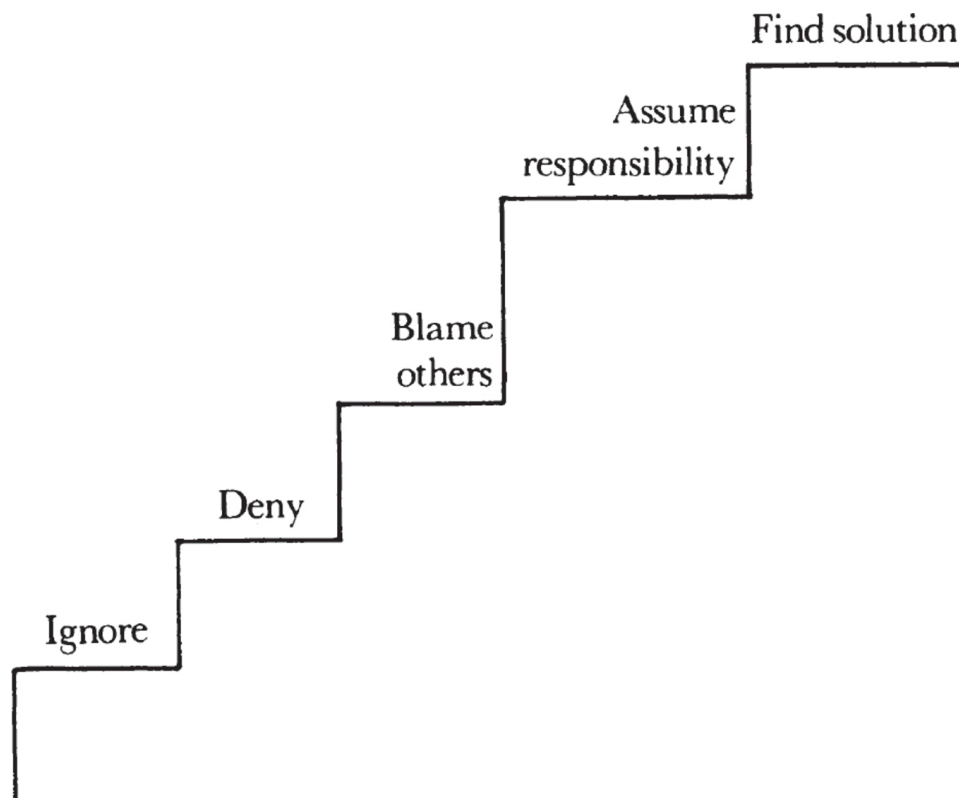 Find solution
Assume
responsibility
Blame
others
Deny
Ignore